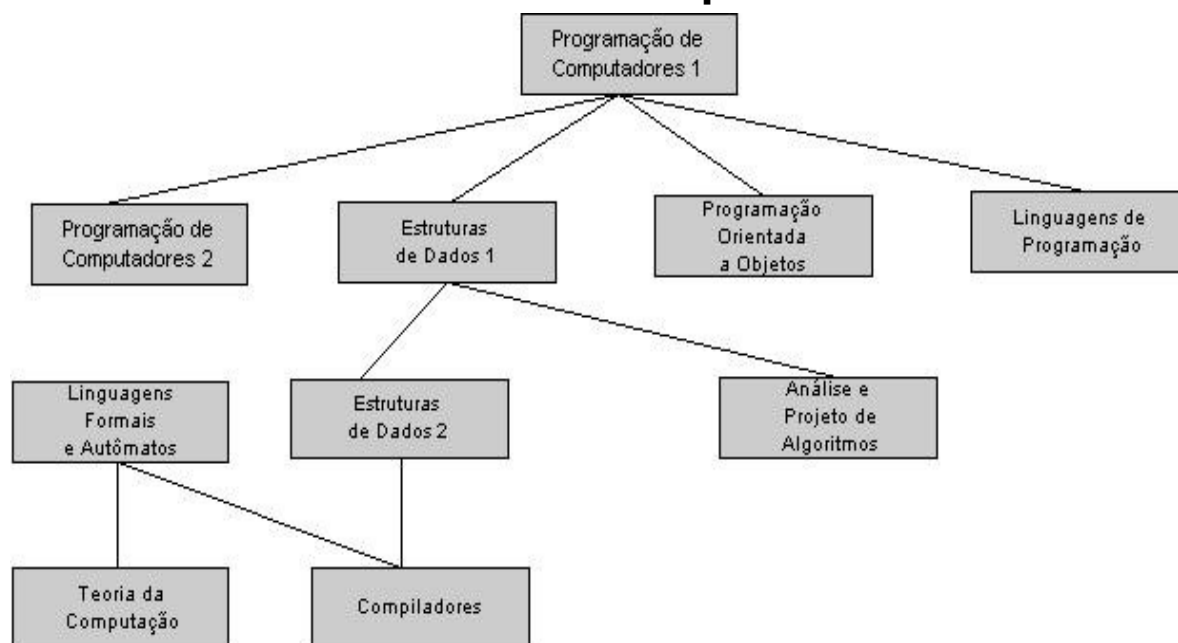 Programação de
Computadores 1
Programação de
Computadores 2
Estruturas
de Dados 1
Programação
Orientada
a Objetos
Linguagens de
Programação
Linguagens
Formais
e Autômatos
Estruturas
de Dados 2
Análise e
Projeto de
Algoritmos
Teoria da
Computação
Compiladores